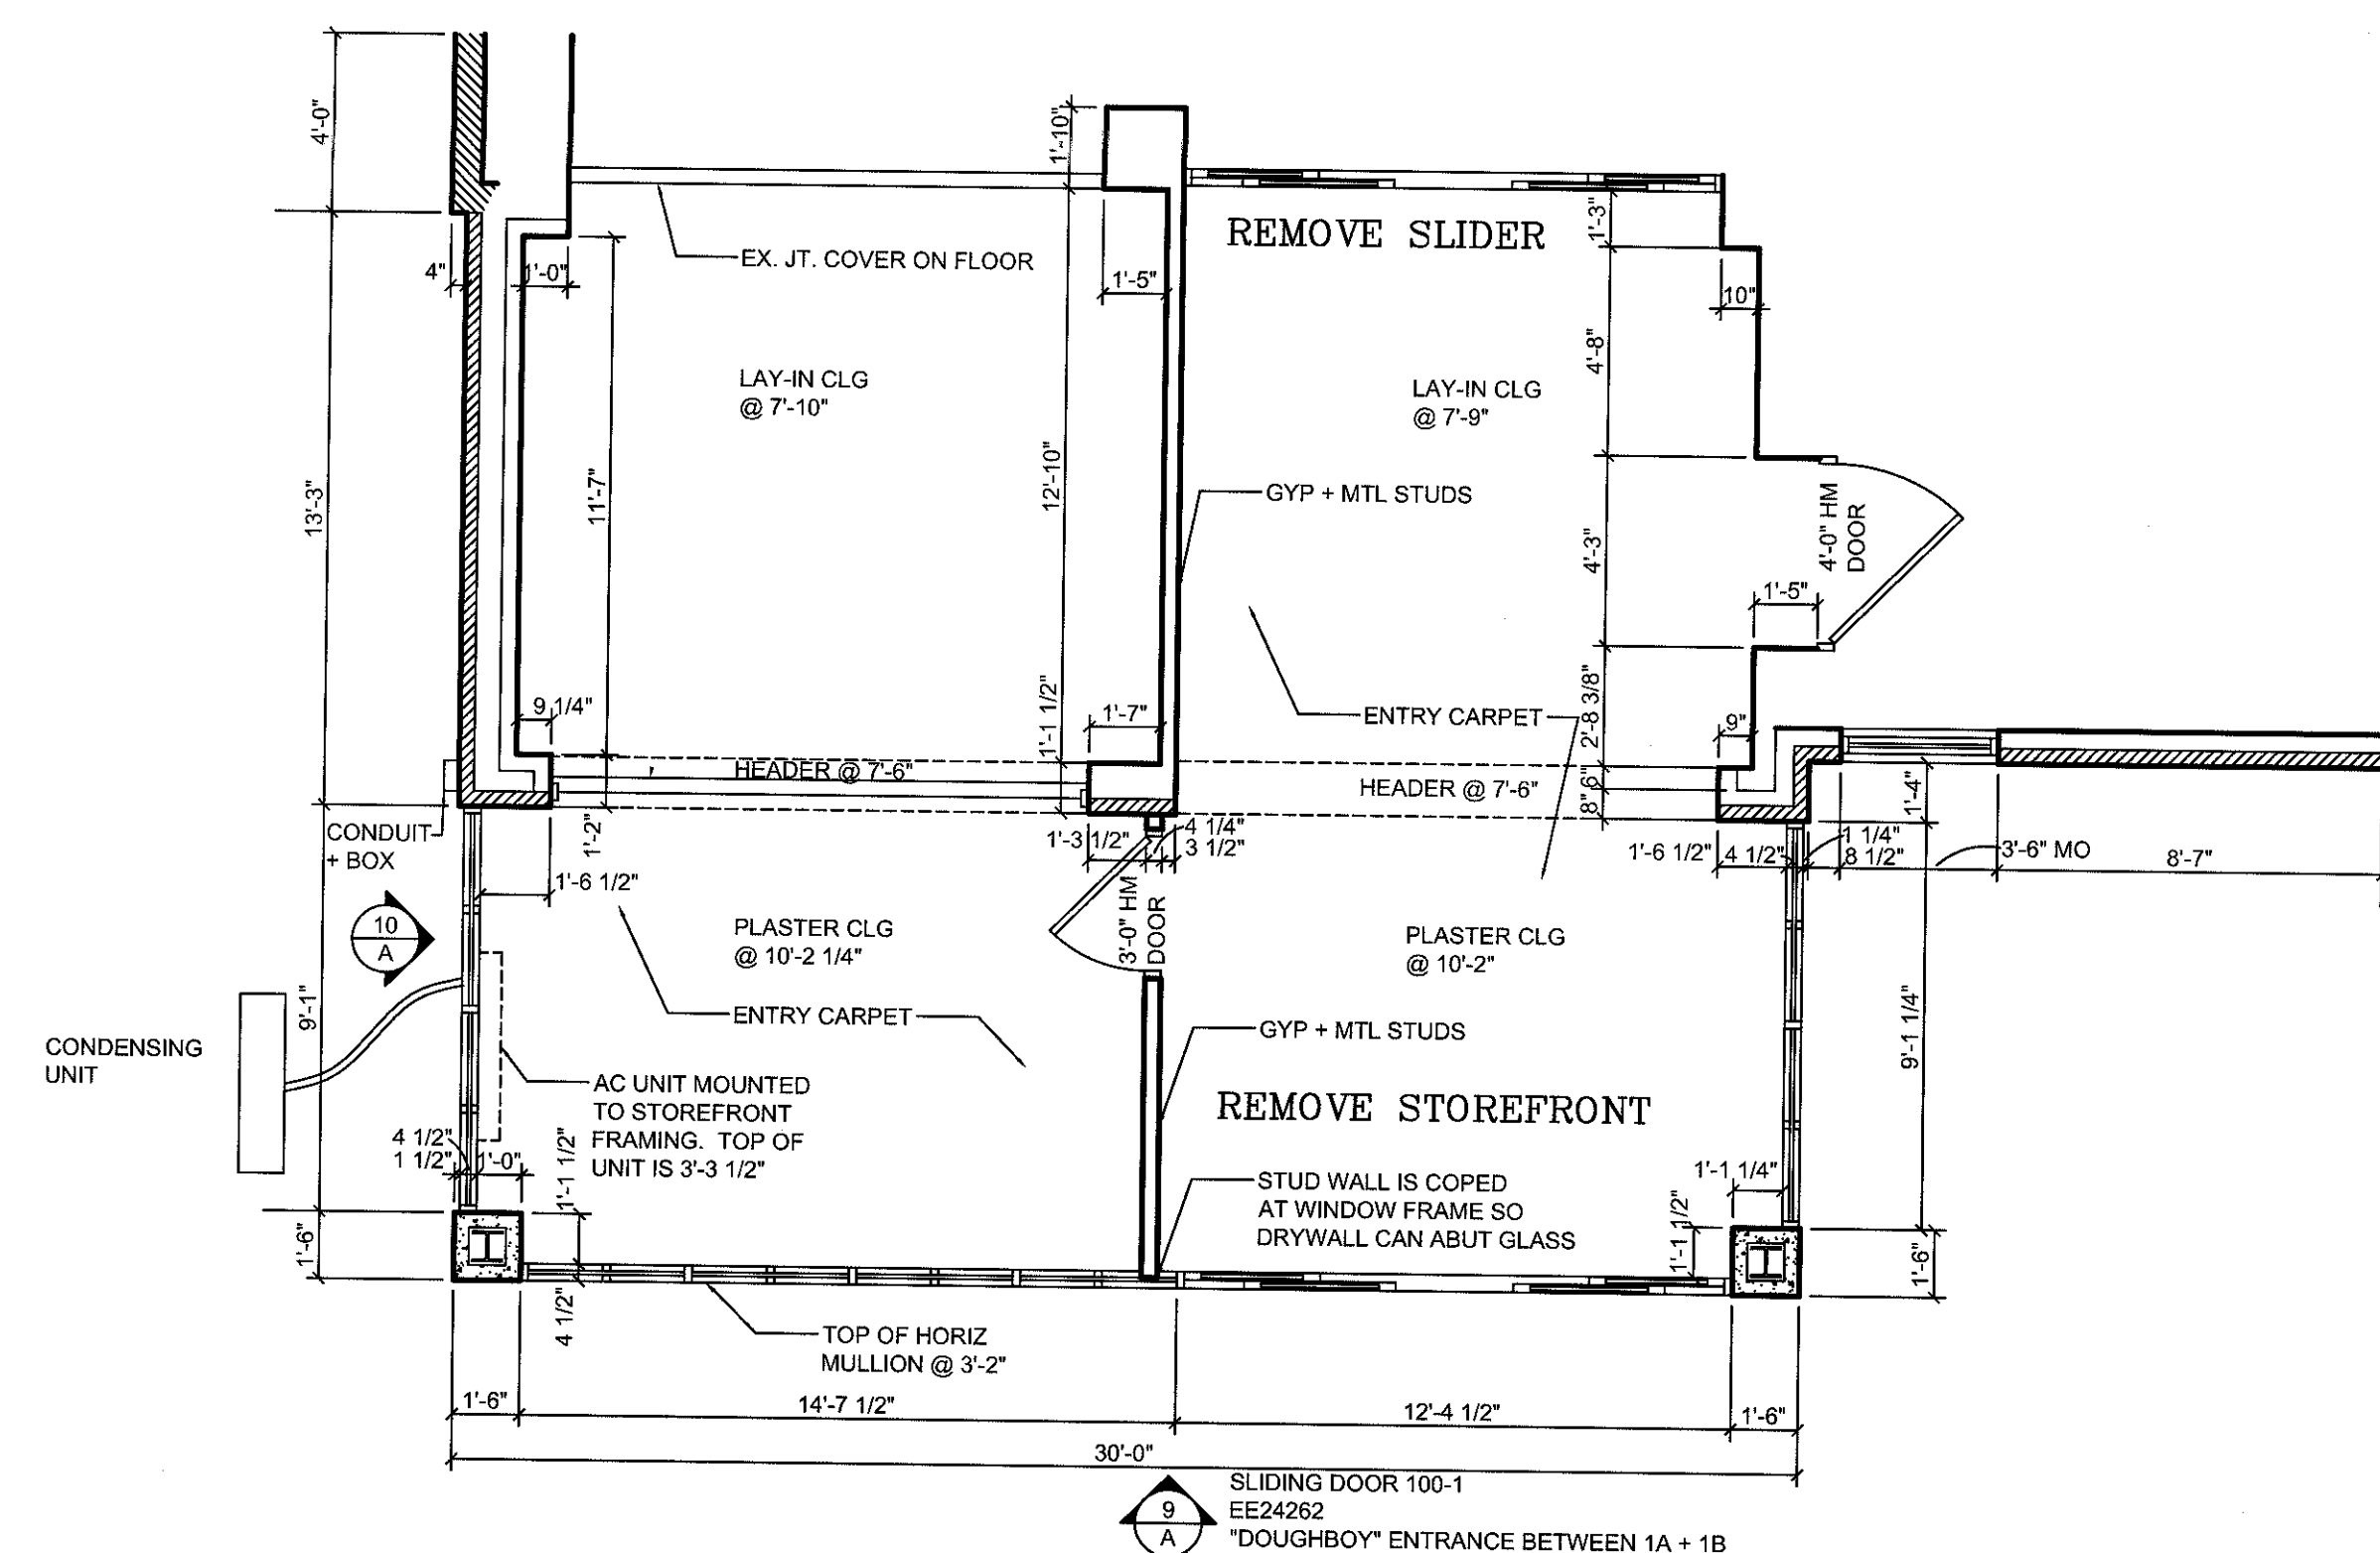 4'-0"
1'-10"
REMOVE SLIDER
1'-3"
EX. JT. COVER ON FLOOR
4"
1'-0"
1'-5"
10"
4'-8"
LAY-IN CLG
@ 7'-10"
LAY-IN CLG
@ 7'-9"
13'-3"
11'-7"
12'-10"
GYP + MTL STUDS
4'-3"
4'-0" HM
DOOR
1'-5"
9 1/4"
1'-1 1/2"
1'-7"
ENTRY CARPET
2'-8 3/8"
9"
HEADER @ 7'-6"
HEADER @ 7'-6"
6"
8"
1'-4"
CONDUIT
+ BOX
1'-2"
1'-3 1/2"
4 1/4"
3 1/2"
1'-6 1/2"
4 1/2"
1 1/4"
8 1/2"
3'-6" MO
8'-7"
1'-6 1/2"
10
A
PLASTER CLG
@ 10'-2 1/4"
3'-0" HM
DOOR
PLASTER CLG
@ 10'-2"
9'-1"
ENTRY CARPET
GYP + MTL STUDS
9'-1 1/4"
CONDENSING
UNIT
AC UNIT MOUNTED
TO STOREFRONT
FRAMING. TOP OF
UNIT IS 3'-3 1/2"
REMOVE STOREFRONT
4 1/2"
1 1/2"
1'-0"
1'-1 1/2"
STUD WALL IS COPED
AT WINDOW FRAME SO
DRYWALL CAN ABUT GLASS
1'-1 1/4"
1'-1 1/2"
1'-6"
1'-6"
4 1/2"
TOP OF HORIZ
MULLION @ 3'-2"
1'-6"
14'-7 1/2"
12'-4 1/2"
1'-6"
30'-0"
9
A
SLIDING DOOR 100-1
EE24262
"DOUGHBOY" ENTRANCE BETWEEN 1A + 1B